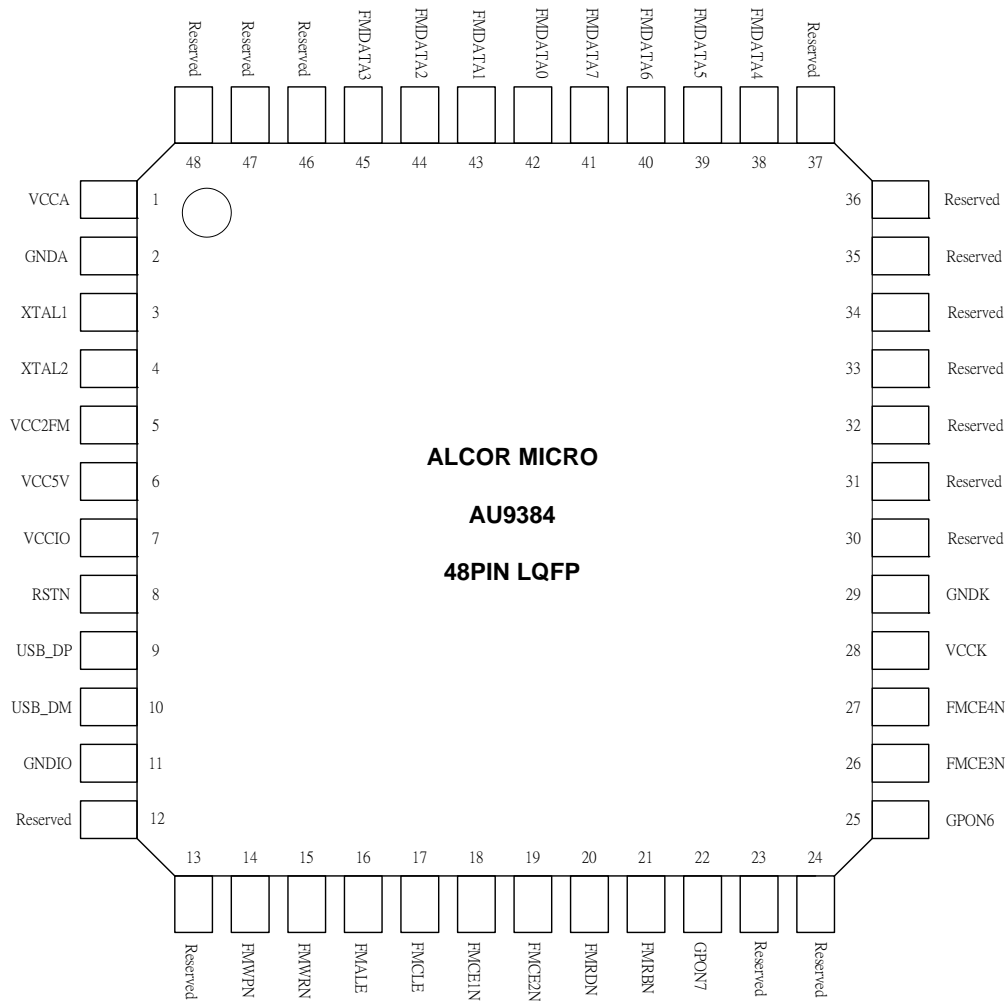 Reserved
Reserved
Reserved
FMDATA3
FMDATA2
FMDATA1
FMDATA0
FMDATA7
FMDATA6
FMDATA5
FMDATA4
Reserved
48 47 46 45 44 43 42 41 40 39 38 37
VCCA 1
GNDA 2
XTAL1 3
XTAL2 4
VCC2FM 5
VCC5V 6
VCCIO 7
RSTN 8
USB_DP 9
USB_DM 10
GNDIO 11
Reserved 12
ALCOR MICRO
AU9384
48PIN LQFP
36 Reserved
35 Reserved
34 Reserved
33 Reserved
32 Reserved
31 Reserved
30 Reserved
29 GNDK
28 VCCK
27 FMCE4N
26 FMCE3N
25 GPON6
13 14 15 16 17 18 19 20 21 22 23 24
Reserved
FMWPN
FMWRN
FMALE
FMCLE
FMCE1N
FMCE2N
FMRDN
FMRBN
GPON7
Reserved
Reserved